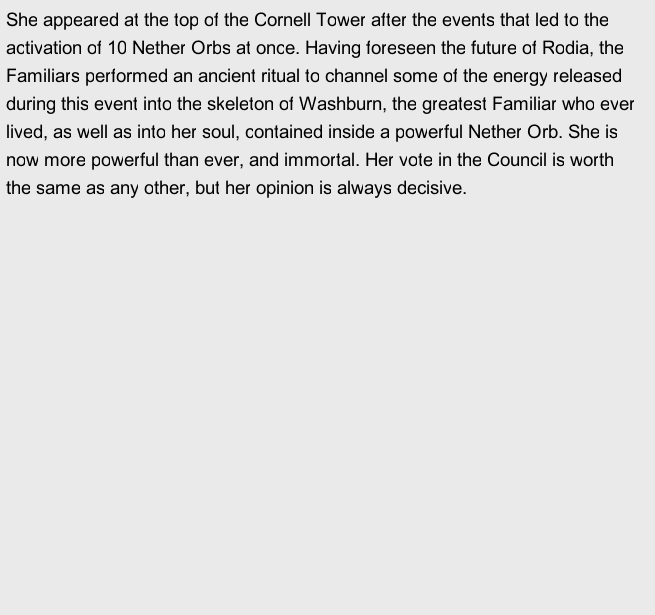 She appeared at the top of the Cornell Tower after the events that led to the
activation of 10 Nether Orbs at once. Having foreseen the future of Rodia, the
Familiars performed an ancient ritual to channel some of the energy released
during this event into the skeleton of Washburn, the greatest Familiar who ever
lived, as well as into her soul, contained inside a powerful Nether Orb. She is
now more powerful than ever, and immortal. Her vote in the Council is worth
the same as any other, but her opinion is always decisive.